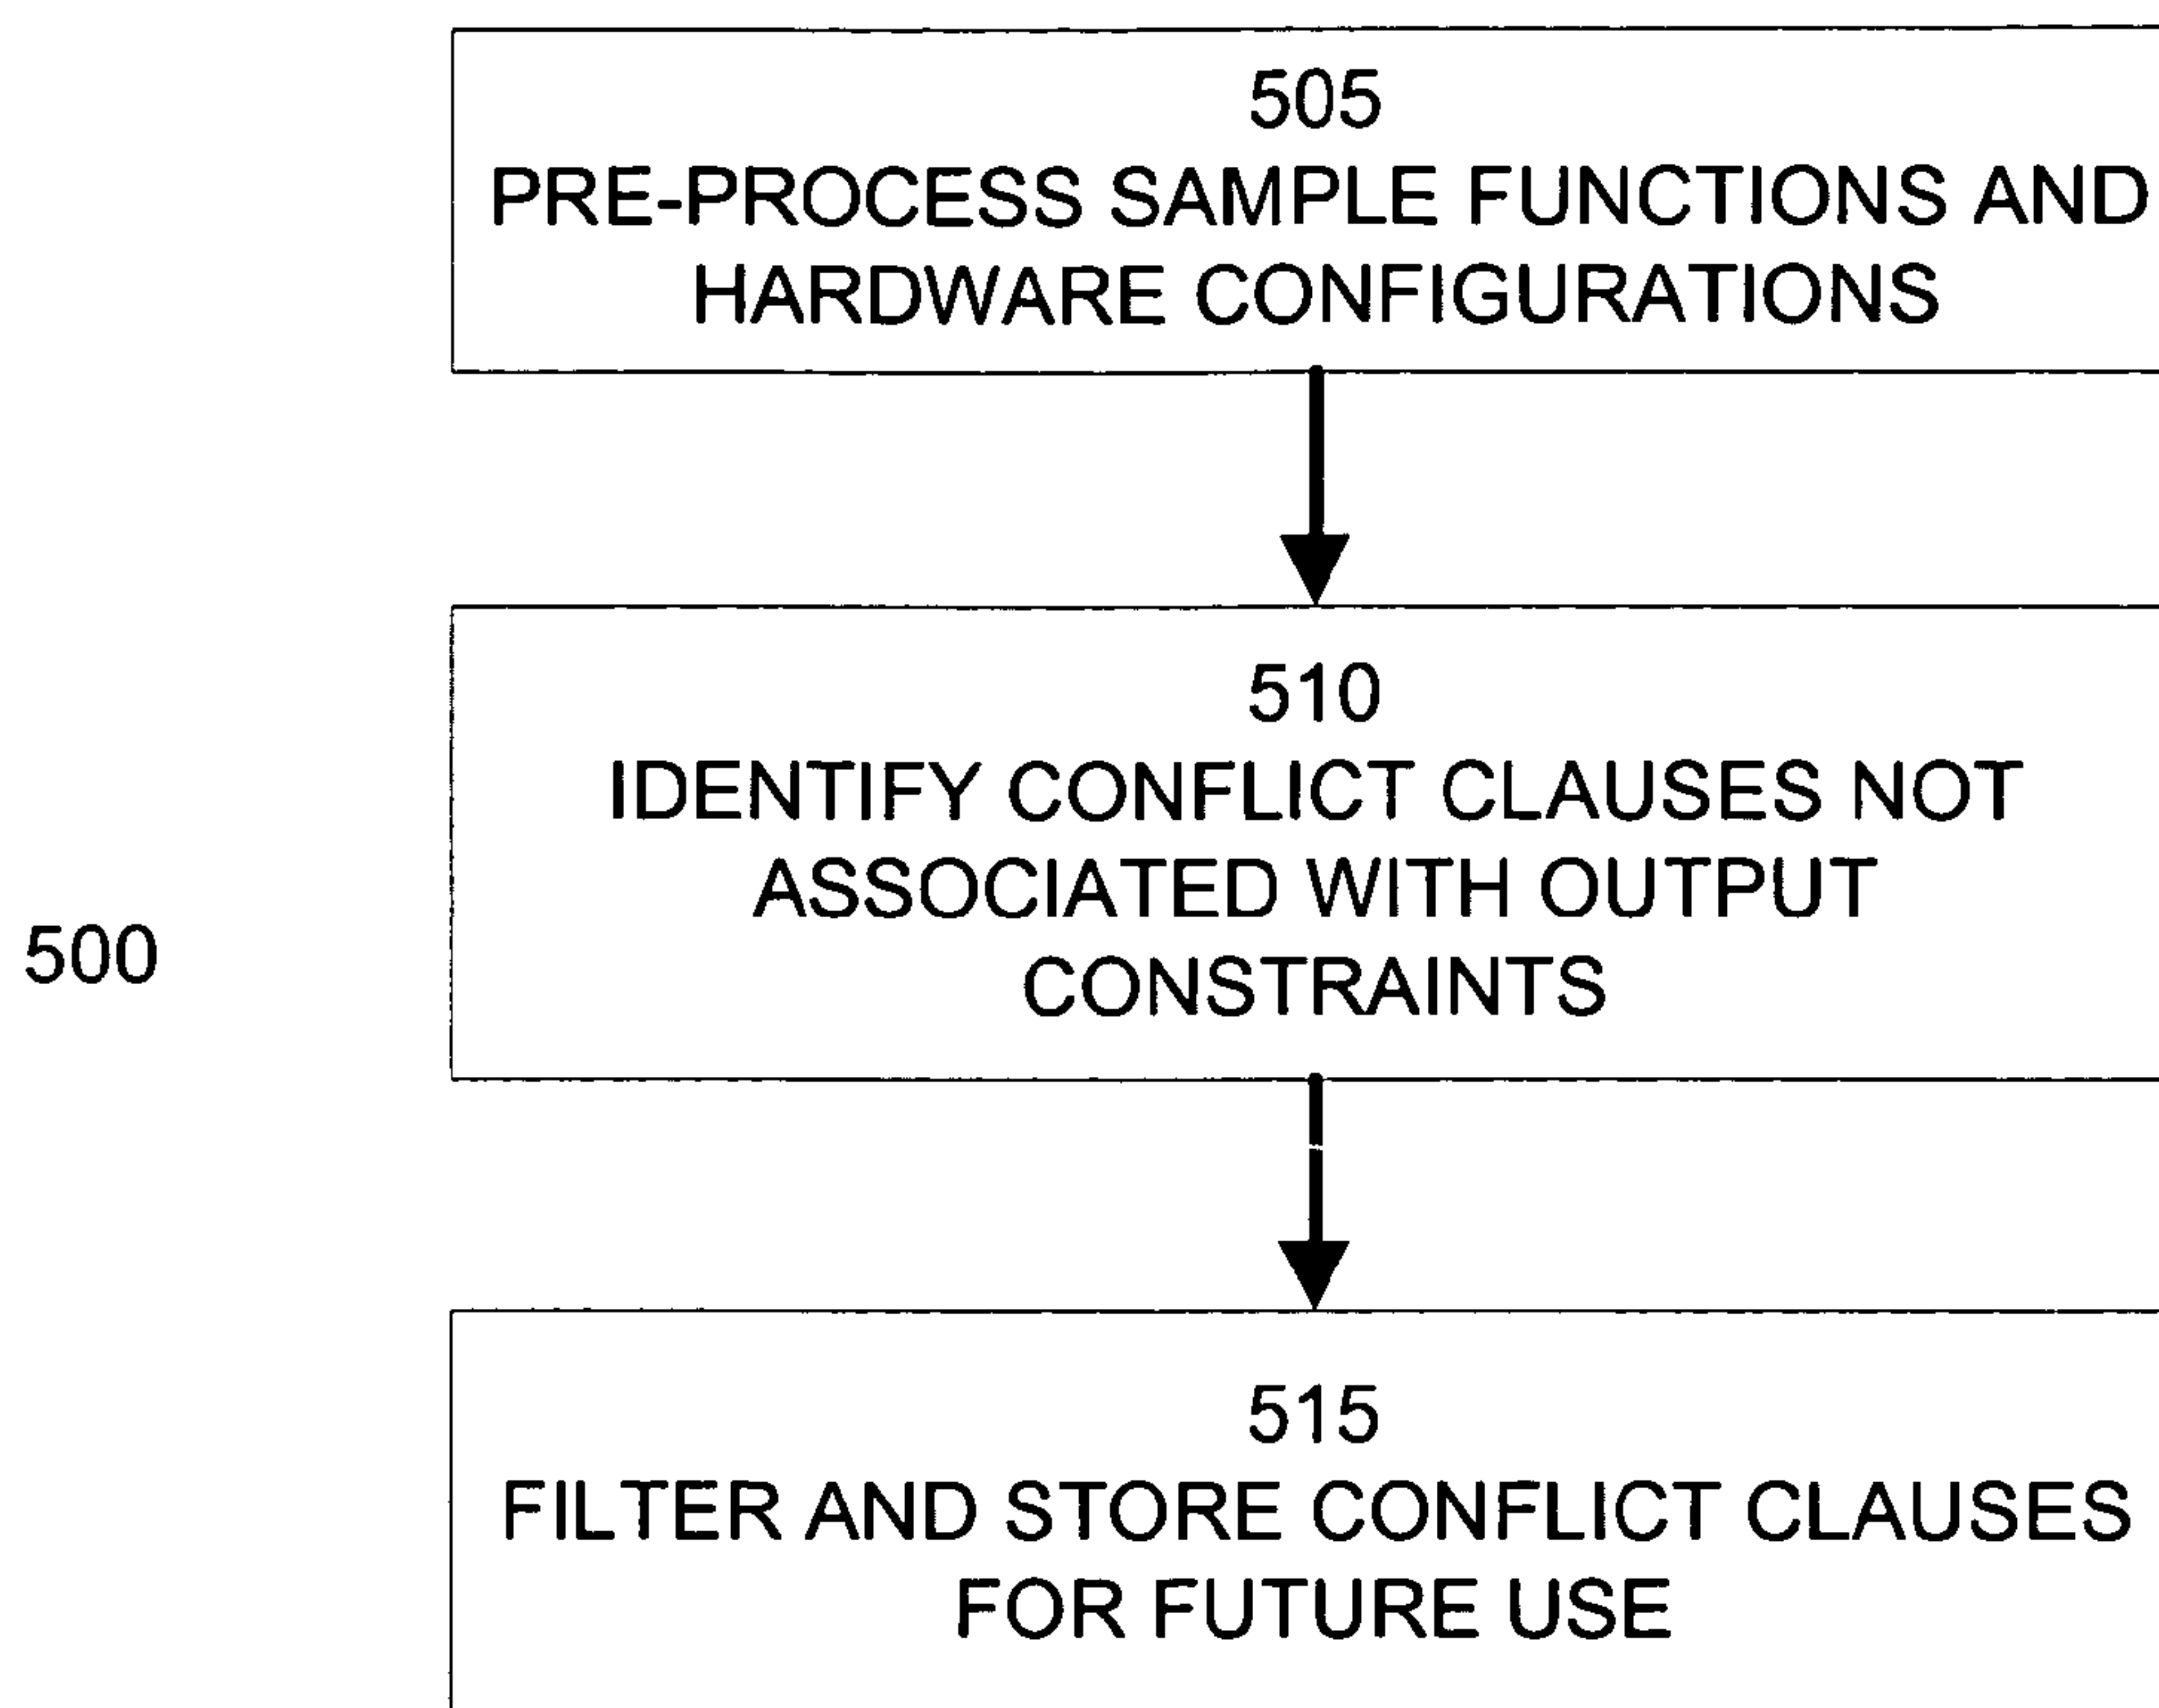 505
PRE-PROCESS SAMPLE FUNCTIONS AND
HARDWARE CONFIGURATIONS
510
IDENTIFY CONFLICT CLAUSES NOT
ASSOCIATED WITH OUTPUT
CONSTRAINTS
500
515
FILTER AND STORE CONFLICT CLAUSES
FOR FUTURE USE